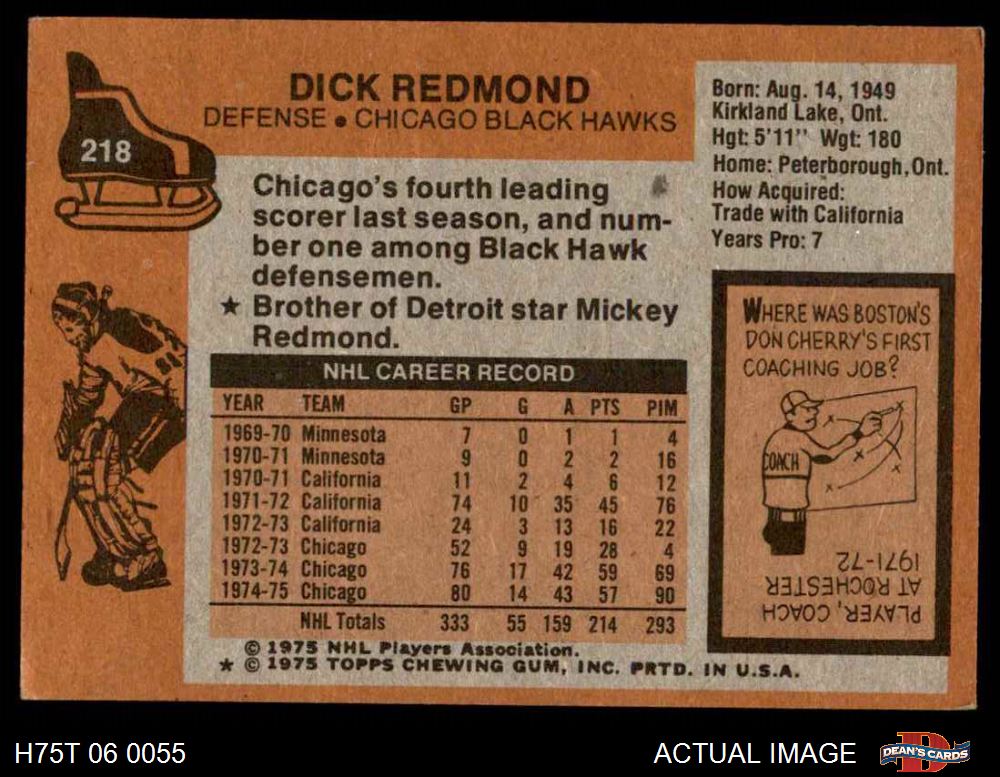 218
DICK REDMOND
DEFENSE • CHICAGO BLACK HAWKS
Chicago's fourth leading
scorer last season, and num-
ber one among Black Hawk
defensemen.
★ Brother of Detroit star Mickey
Redmond.
Born: Aug. 14, 1949
Kirkland Lake, Ont.
Hgt: 5'11" Wgt: 180
Home: Peterborough, Ont.
How Acquired:
Trade with California
Years Pro: 7
NHL CAREER RECORD
YEAR TEAM GP G A PTS PIM
1969-70 Minnesota 7 0 1 1 4
1970-71 Minnesota 9 0 2 2 16
1970-71 California 11 2 4 6 12
1971-72 California 74 10 35 45 76
1972-73 California 24 3 13 16 22
1972-73 Chicago 52 9 19 28 4
1973-74 Chicago 76 17 42 59 69
1974-75 Chicago 80 14 43 57 90
NHL Totals 333 55 159 214 293
© 1975 NHL Players Association.
★ © 1975 TOPPS CHEWING GUM, INC. PRTD. IN U.S.A.
WHERE WAS BOSTON'S
DON CHERRY'S FIRST
COACHING JOB?
COACH
PLAYER, COACH
AT ROCHESTER
1971-72
H75T 06 0055
ACTUAL IMAGE
D
DEAN'S CARDS